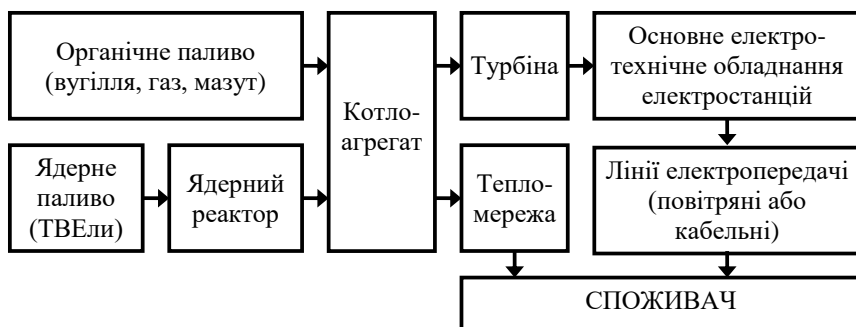 Органічне паливо
(вугілля, газ, мазут)
Котло-
агрегат
Турбіна
Основне електро-
технічне обладнання
електростанцій
Ядерне
паливо
(ТВЕли)
Ядерний
реактор
Тепло-
мережа
Лінії електропередачі
(повітряні або
кабельні)
СПОЖИВАЧ